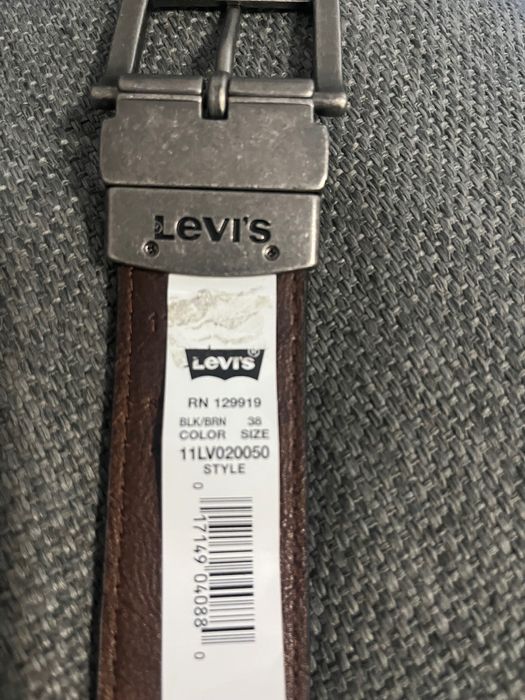 Levi's
Levi's®
RN 129919
BLK/BRN 38
COLOR SIZE
11LV020050
STYLE
0 17149 04088 0